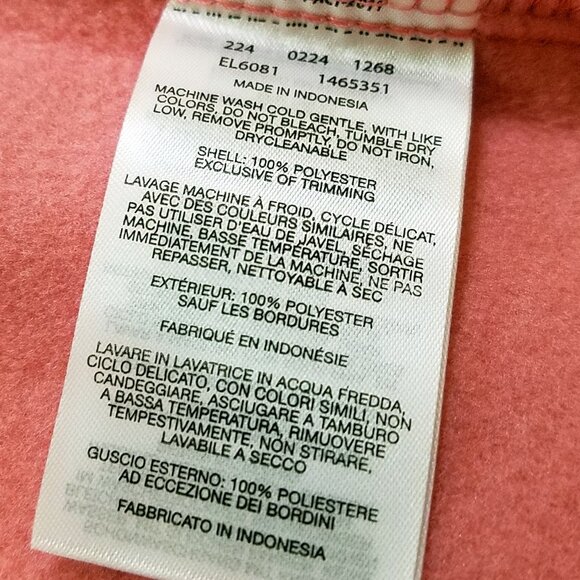 224 0224 1268
EL6081 1465351
MADE IN INDONESIA
MACHINE WASH COLD GENTLE, WITH LIKE
COLORS, DO NOT BLEACH, TUMBLE DRY
LOW, REMOVE PROMPTLY, DO NOT IRON,
DRYCLEANABLE
SHELL: 100% POLYESTER
EXCLUSIVE OF TRIMMING
LAVAGE MACHINE À FROID, CYCLE DÉLICAT,
AVEC DES COULEURS SIMILAIRES, NE
PAS UTILISER D'EAU DE JAVEL, SÉCHAGE
MACHINE, BASSE TEMPÉRATURE, SORTIR
IMMÉDIATEMENT DE LA MACHINE, NE PAS
REPASSER, NETTOYABLE À SEC
EXTÉRIEUR: 100% POLYESTER
SAUF LES BORDURES
FABRIQUÉ EN INDONÉSIE
LAVARE IN LAVATRICE IN ACQUA FREDDA,
CICLO DELICATO, CON COLORI SIMILI, NON
CANDEGGIARE, ASCIUGARE A TAMBURO
A BASSA TEMPERATURA, RIMUOVERE
TEMPESTIVAMENTE, NON STIRARE,
LAVABILE A SECCO
GUSCIO ESTERNO: 100% POLIESTERE
AD ECCEZIONE DEI BORDINI
FABBRICATO IN INDONESIA